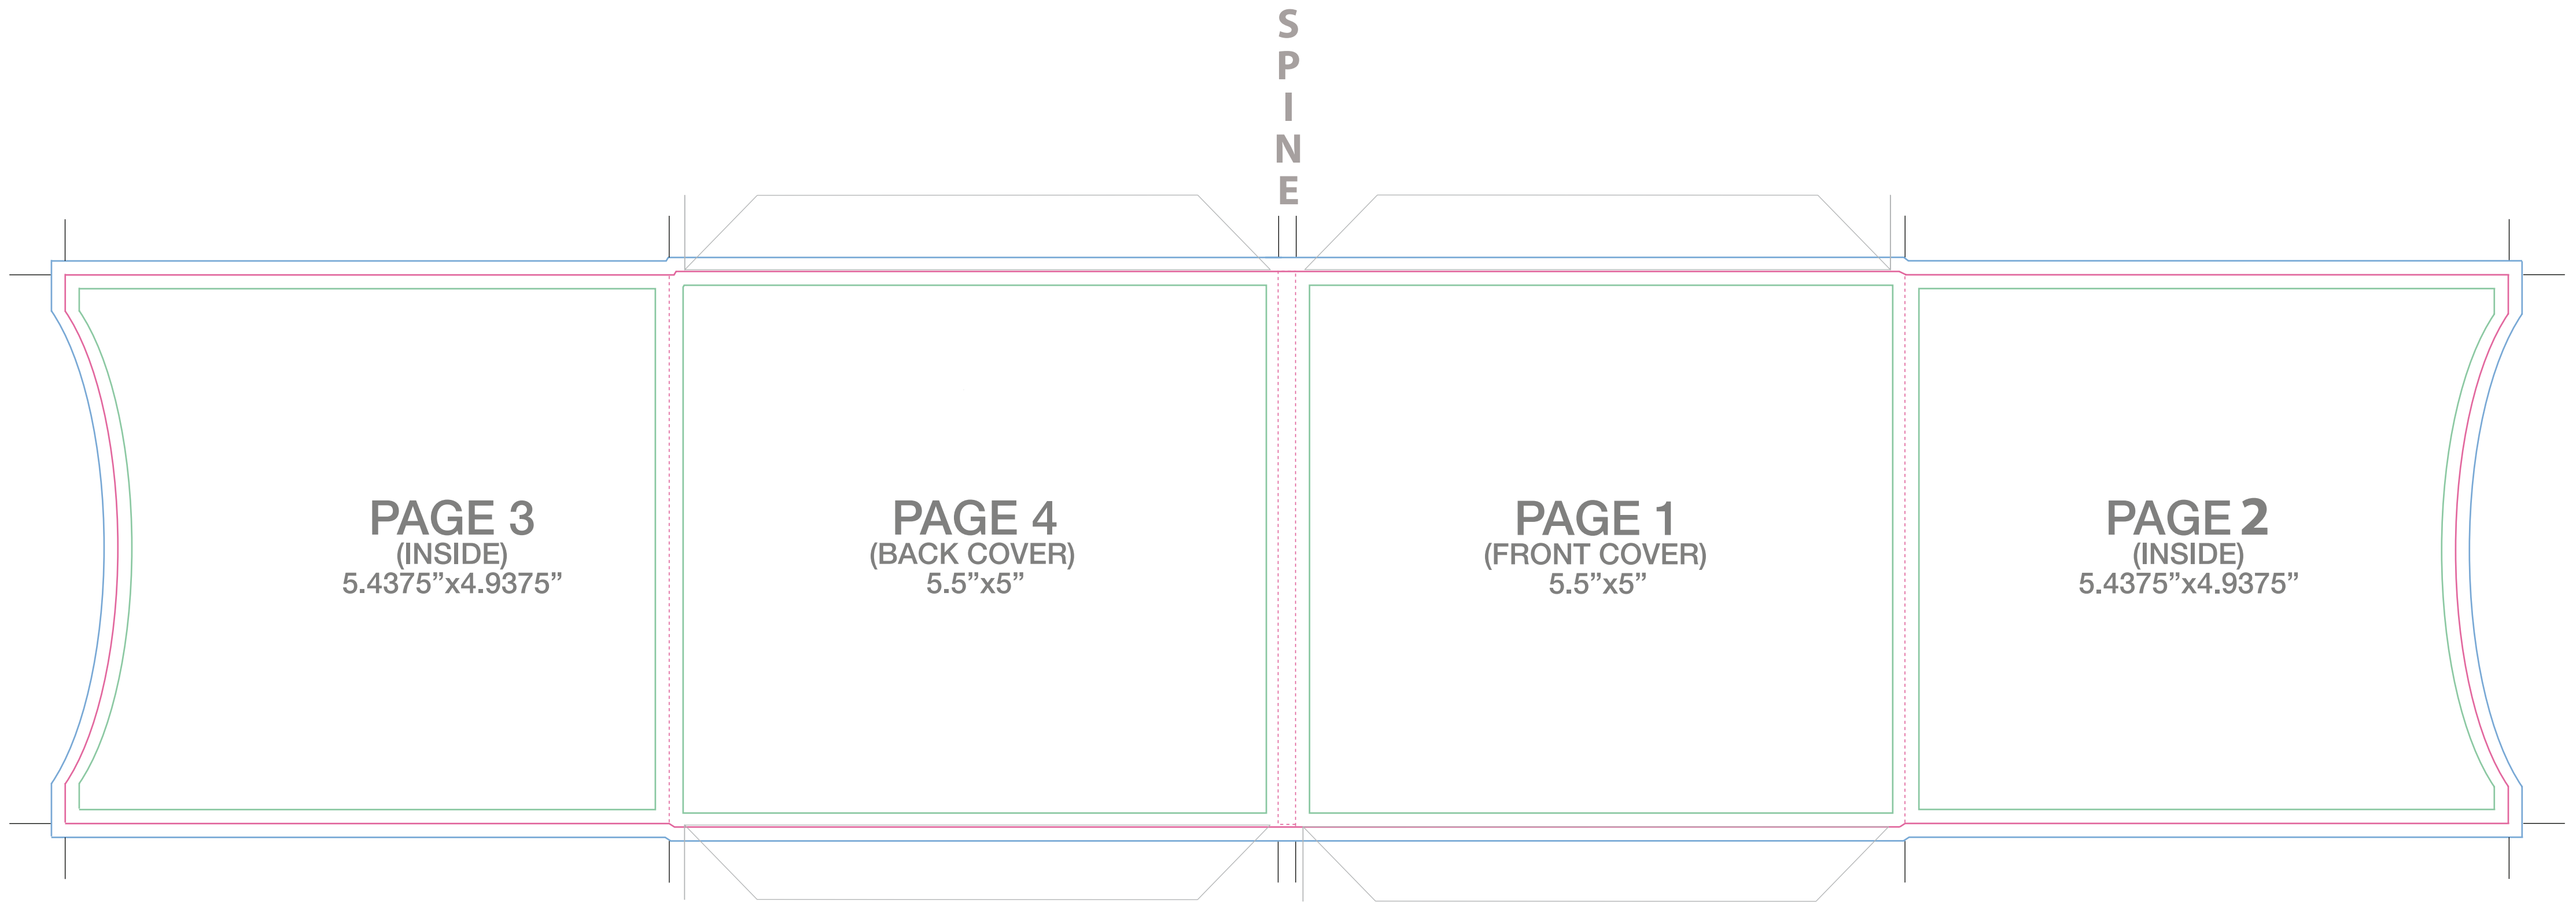 S
P
I
N
E
PAGE 3
(INSIDE)
5.4375”x4.9375”
PAGE 4
(BACK COVER)
5.5”x5”
PAGE 1
(FRONT COVER)
5.5”x5”
PAGE 2
(INSIDE)
5.4375”x4.9375”